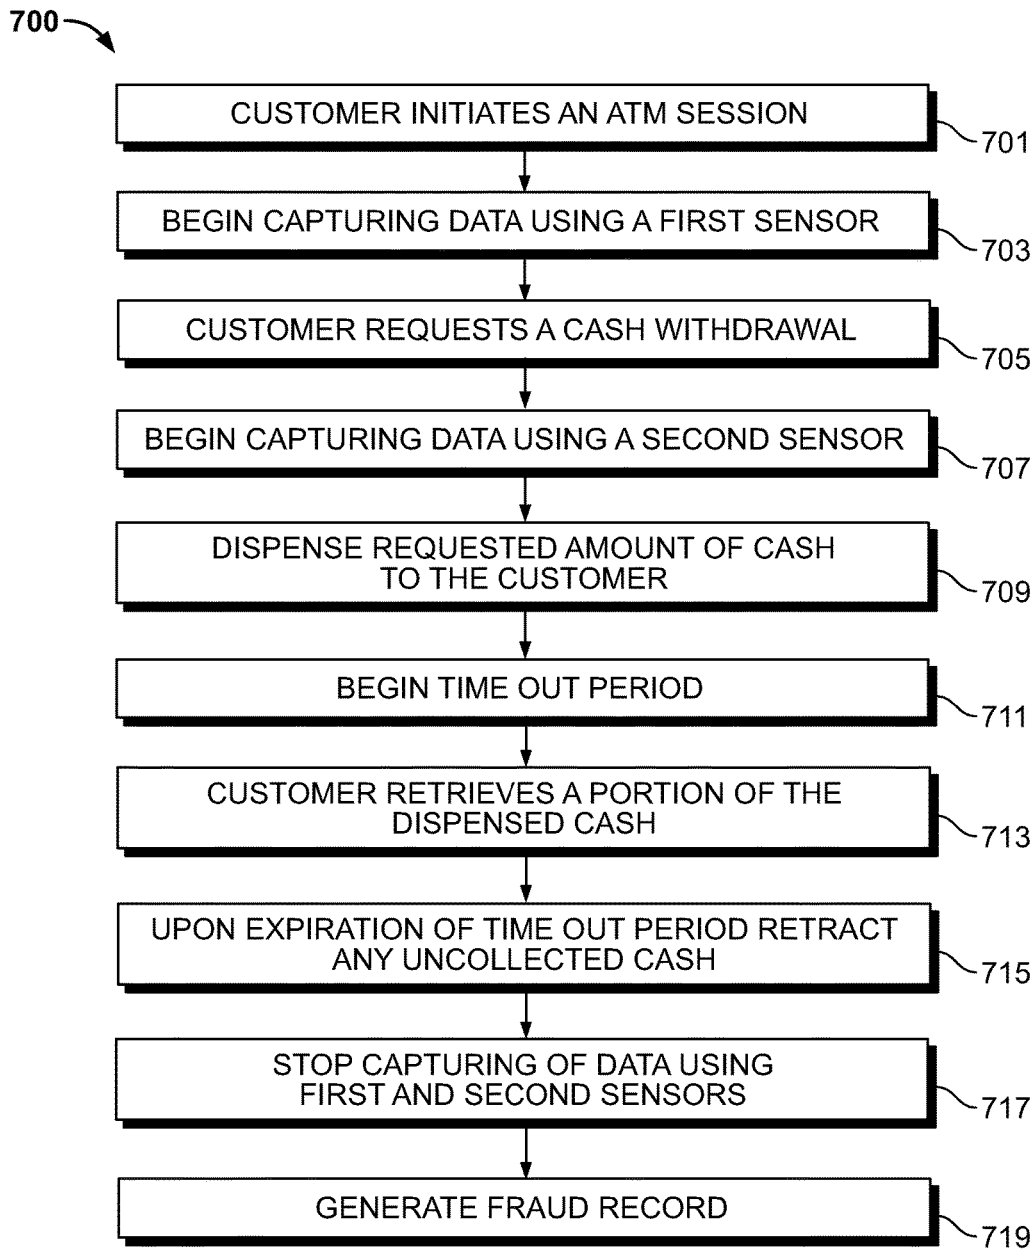 700
CUSTOMER INITIATES AN ATM SESSION
701
BEGIN CAPTURING DATA USING A FIRST SENSOR
703
CUSTOMER REQUESTS A CASH WITHDRAWAL
705
BEGIN CAPTURING DATA USING A SECOND SENSOR
707
DISPENSE REQUESTED AMOUNT OF CASH
TO THE CUSTOMER
709
BEGIN TIME OUT PERIOD
711
CUSTOMER RETRIEVES A PORTION OF THE
DISPENSED CASH
713
UPON EXPIRATION OF TIME OUT PERIOD RETRACT
ANY UNCOLLECTED CASH
715
STOP CAPTURING OF DATA USING
FIRST AND SECOND SENSORS
717
GENERATE FRAUD RECORD
719